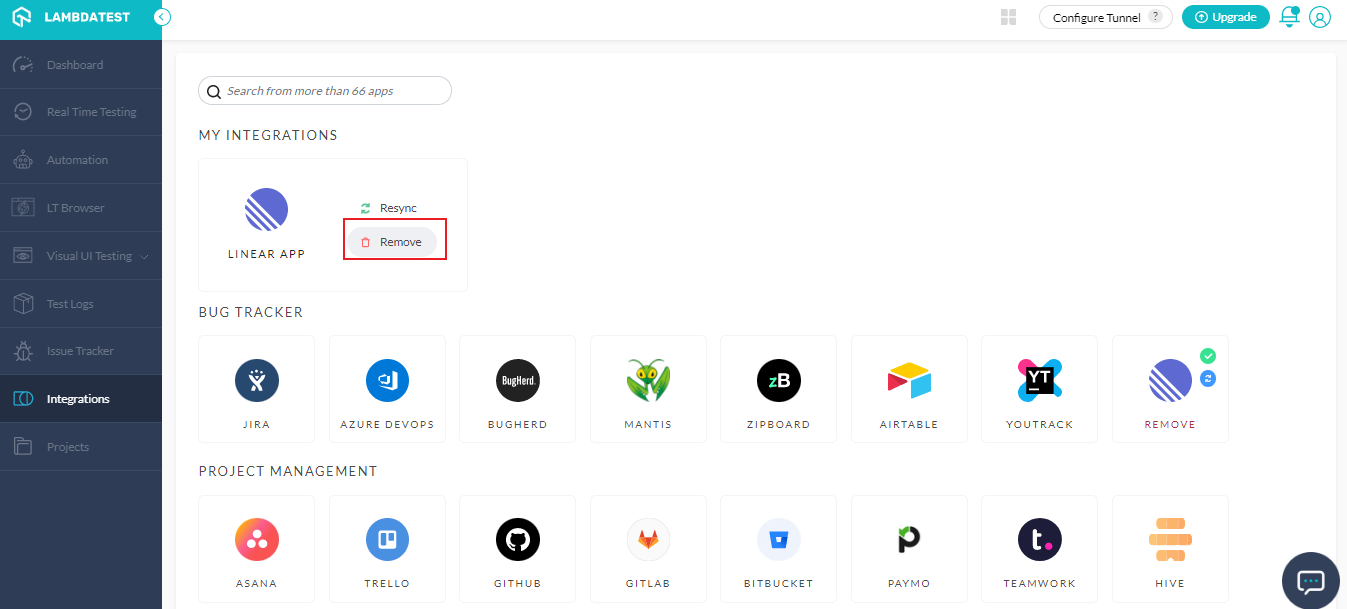 LAMBDATEST
Configure Tunnel ?
Upgrade
Dashboard
Real Time Testing
Automation
LT Browser
Visual UI Testing
Test Logs
Issue Tracker
Integrations
Projects
Search from more than 66 apps
MY INTEGRATIONS
LINEAR APP
Resync
Remove
BUG TRACKER
JIRA
AZURE DEVOPS
BugHerd.
BUGHERD
MANTIS
zB
ZIPBOARD
AIRTABLE
YT
YOUTRACK
REMOVE
PROJECT MANAGEMENT
ASANA
TRELLO
GITHUB
GITLAB
BITBUCKET
PAYMO
t.
TEAMWORK
HIVE